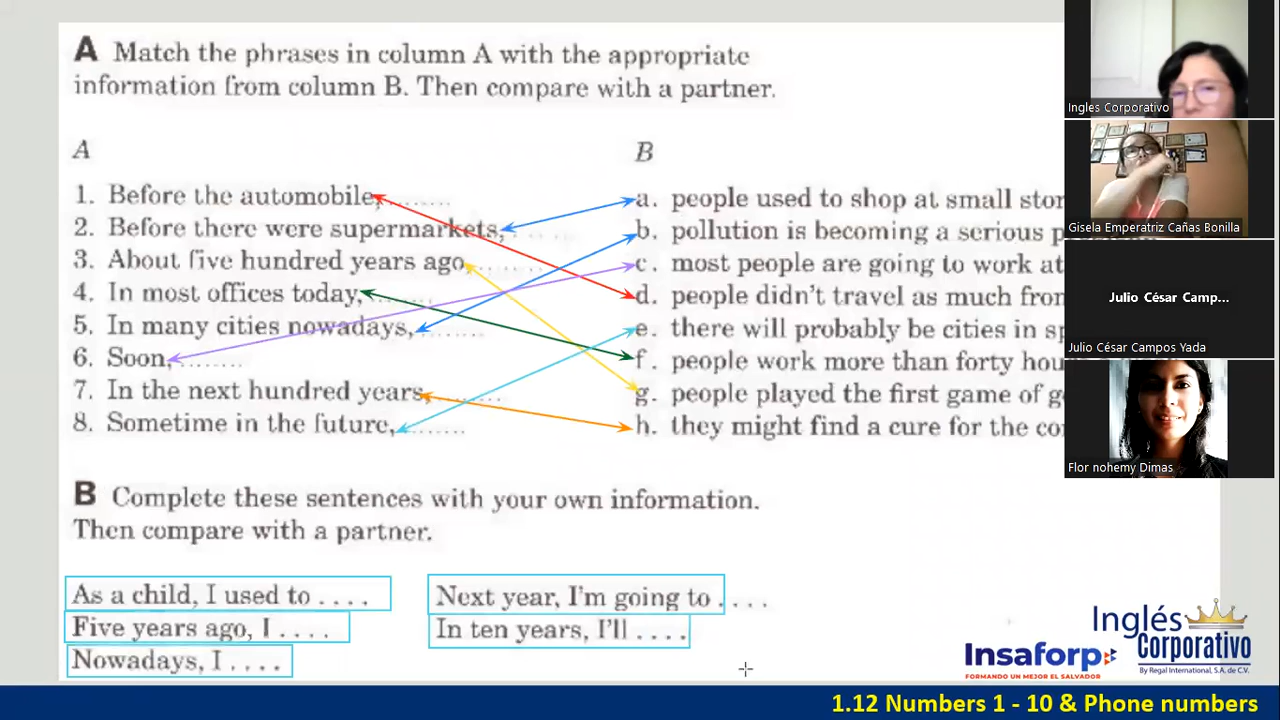 A Match the phrases in column A with the appropriate
information from column B. Then compare with a partner.
A
B
1. Before the automobile, ........
2. Before there were supermarkets, ........
3. About five hundred years ago, ........
4. In most offices today, ........
5. In many cities nowadays, ........
6. Soon, ........
7. In the next hundred years, ........
8. Sometime in the future, ........
a. people used to shop at small
b. pollution is becoming a serious
c. most people are going to work at
d. people didn't travel as much
e. there will probably be cities in
f. people work more than forty
g. people played the first game of
h. they might find a cure for the
B Complete these sentences with your own information.
Then compare with a partner.
As a child, I used to ....
Five years ago, I ....
Nowadays, I ....
Next year, I'm going to ....
In ten years, I'll ....
Ingles Corporativo
Gisela Emperatriz Cañas Bonilla
Julio César Camp...
Julio César Campos Yada
Flor nohemy Dimas
Insaforp
FORMANDO UN MEJOR EL SALVADOR
Inglés
Corporativo
By Regal International, S.A. de C.V.
1.12 Numbers 1 - 10 & Phone numbers